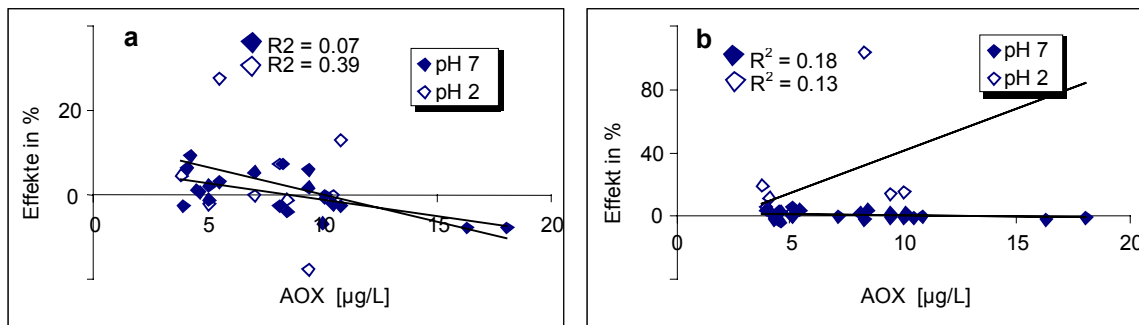 a
R2 = 0.07
R2 = 0.39
pH 7
pH 2
Effekte in %
20
0
0
5
10
15
20
AOX [µg/L]
b
R² = 0.18
R² = 0.13
pH 7
pH 2
Effekt in %
80
40
0
0
5
10
15
20
AOX [µg/L]